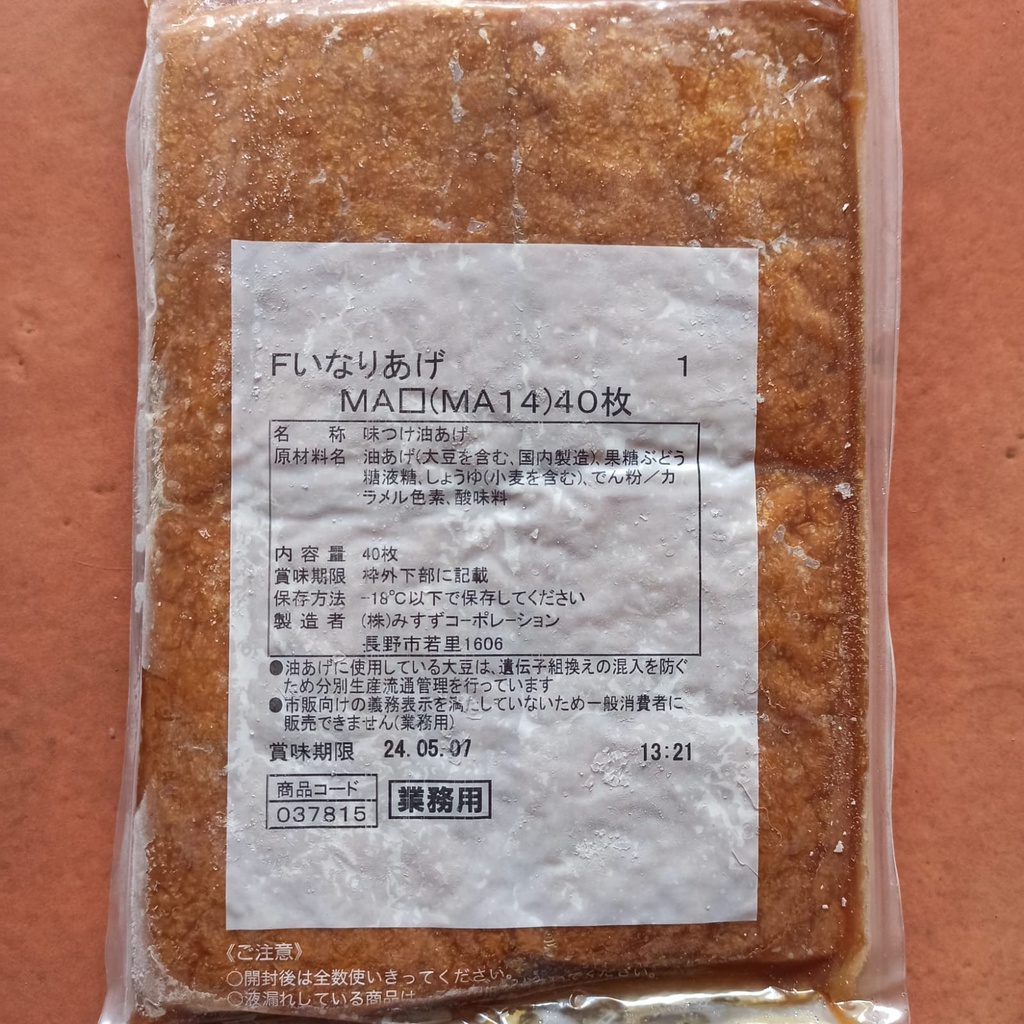 Fいなりあげ 1
MA□(MA14)40枚
名 称 味つけ油あげ
原材料名 油あげ(大豆を含む、国内製造)、果糖ぶどう
糖液糖、しょうゆ(小麦を含む)、でん粉／カ
ラメル色素、酸味料
内容量 40枚
賞味期限 枠外下部に記載
保存方法 -18℃以下で保存してください
製造者 (株)みすずコーポレーション
長野市若里1606
●油あげに使用している大豆は、遺伝子組換えの混入を防ぐ
ため分別生産流通管理を行っています
●市販向けの義務表示を満たしていないため一般消費者に
販売できません(業務用)
賞味期限 24.05.07 13:21
商品コード
037815
業務用
《ご注意》
○開封後は全数使いきってください。
○液漏れしている商品は